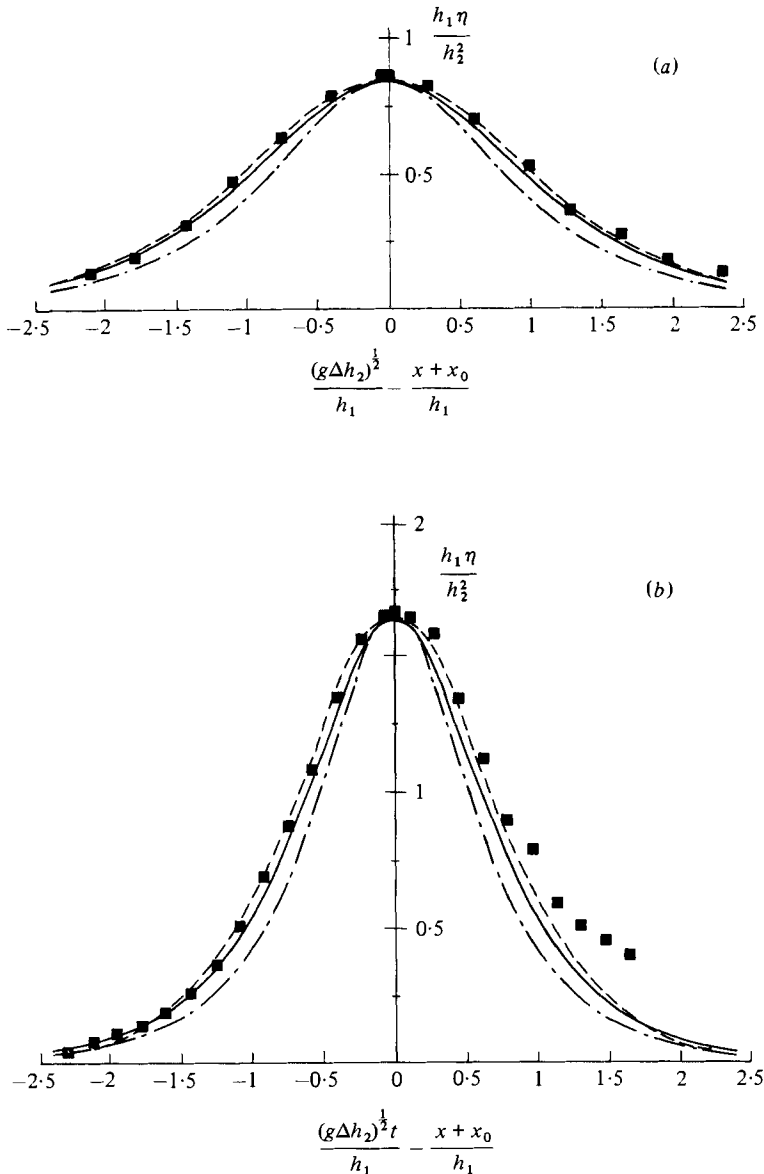 1
h₁η / h₂²
(a)
0·5
−2·5 −2 −1·5 −1 −0·5 0 0·5 1 1·5 2 2·5
(gΔh₂)^½ / h₁ − (x + x₀) / h₁
2
h₁η / h₂²
(b)
1
0·5
−2·5 −2 −1·5 −1 −0·5 0 0·5 1 1·5 2 2·5
(gΔh₂)^½ t / h₁ − (x + x₀) / h₁